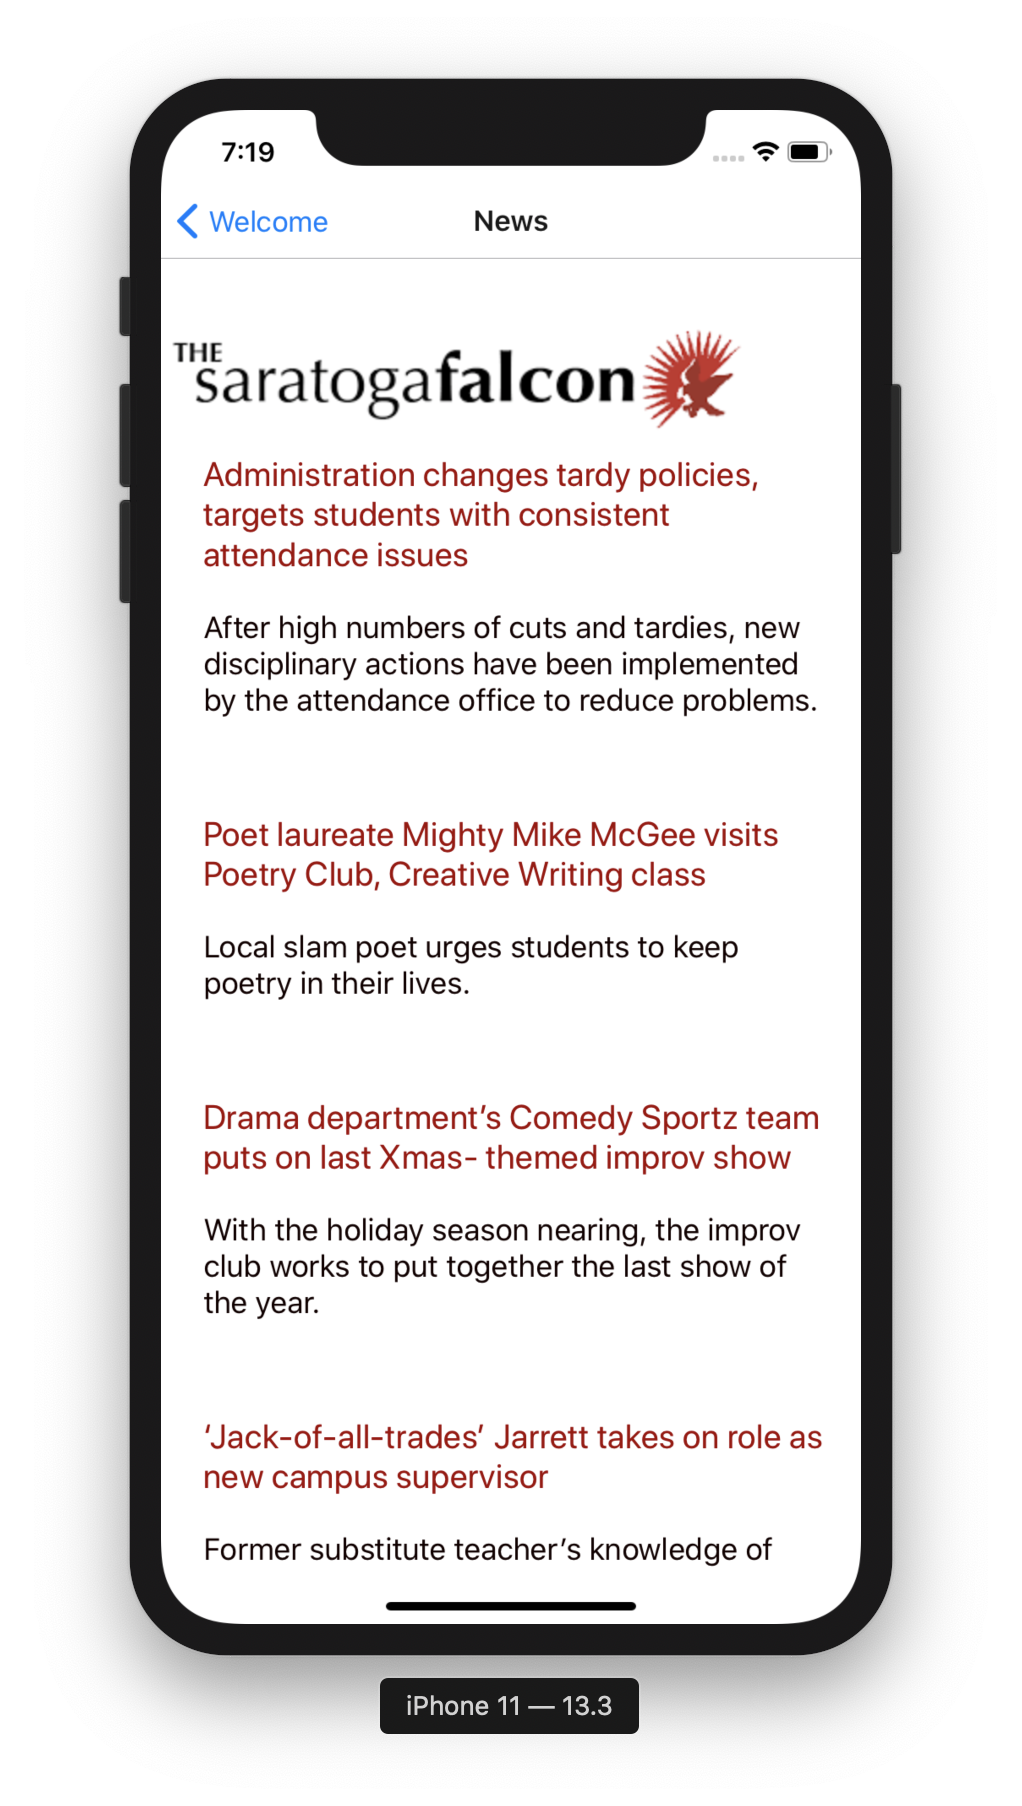 7:19
Welcome
News
THE
saratogafalcon
Administration changes tardy policies,
targets students with consistent
attendance issues
After high numbers of cuts and tardies, new
disciplinary actions have been implemented
by the attendance office to reduce problems.
Poet laureate Mighty Mike McGee visits
Poetry Club, Creative Writing class
Local slam poet urges students to keep
poetry in their lives.
Drama department’s Comedy Sportz team
puts on last Xmas- themed improv show
With the holiday season nearing, the improv
club works to put together the last show of
the year.
‘Jack-of-all-trades’ Jarrett takes on role as
new campus supervisor
Former substitute teacher’s knowledge of
iPhone 11 — 13.3